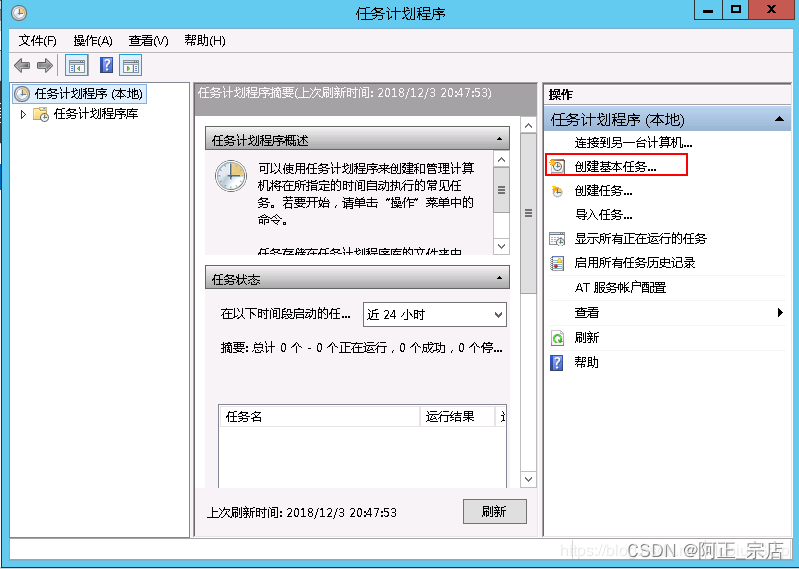 任务计划程序
文件(F) 操作(A) 查看(V) 帮助(H)
任务计划程序 (本地)
任务计划程序库
任务计划程序摘要(上次刷新时间: 2018/12/3 20:47:53)
任务计划程序概述
可以使用任务计划程序来创建和管理计算
机将在所指定的时间自动执行的常见任
务。若要开始，请单击“操作”菜单中的
命令。
任务存储在任务计划程序库的文件夹中
任务状态
在以下时间段启动的任... 近 24 小时
摘要: 总计 0 个 - 0 个正在运行，0 个成功，0 个停...
任务名 运行结果
上次刷新时间: 2018/12/3 20:47:53 刷新
操作
任务计划程序 (本地)
连接到另一台计算机...
创建基本任务...
创建任务...
导入任务...
显示所有正在运行的任务
启用所有任务历史记录
AT 服务帐户配置
查看
刷新
帮助
CSDN @阿正_宗店